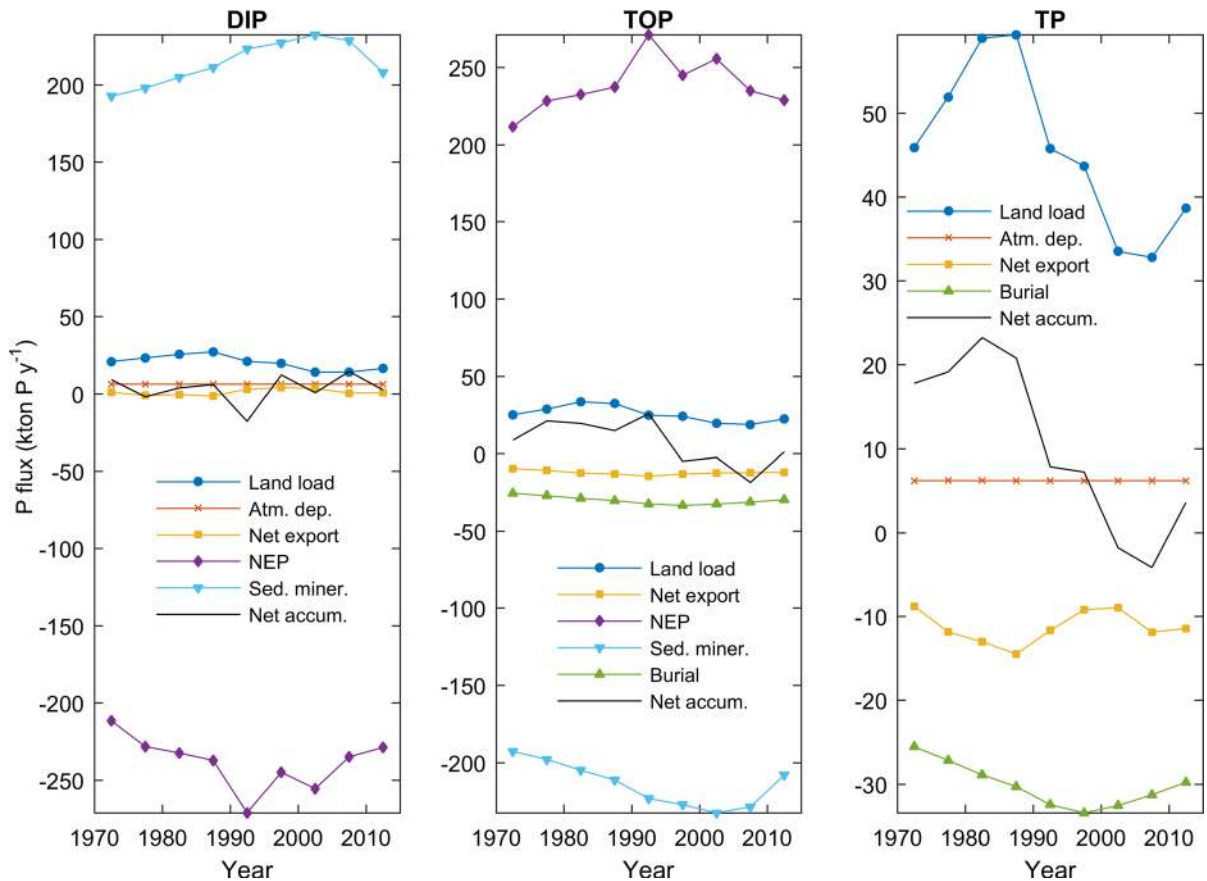 DIP
200
150
100
50
0
-50
-100
-150
-200
-250
P flux (kton P y⁻¹)
Land load
Atm. dep.
Net export
NEP
Sed. miner.
Net accum.
1970 1980 1990 2000 2010
Year
TOP
250
200
150
100
50
0
-50
-100
-150
-200
Land load
Net export
NEP
Sed. miner.
Burial
Net accum.
1970 1980 1990 2000 2010
Year
TP
50
40
30
20
10
0
-10
-20
-30
Land load
Atm. dep.
Net export
Burial
Net accum.
1970 1980 1990 2000 2010
Year